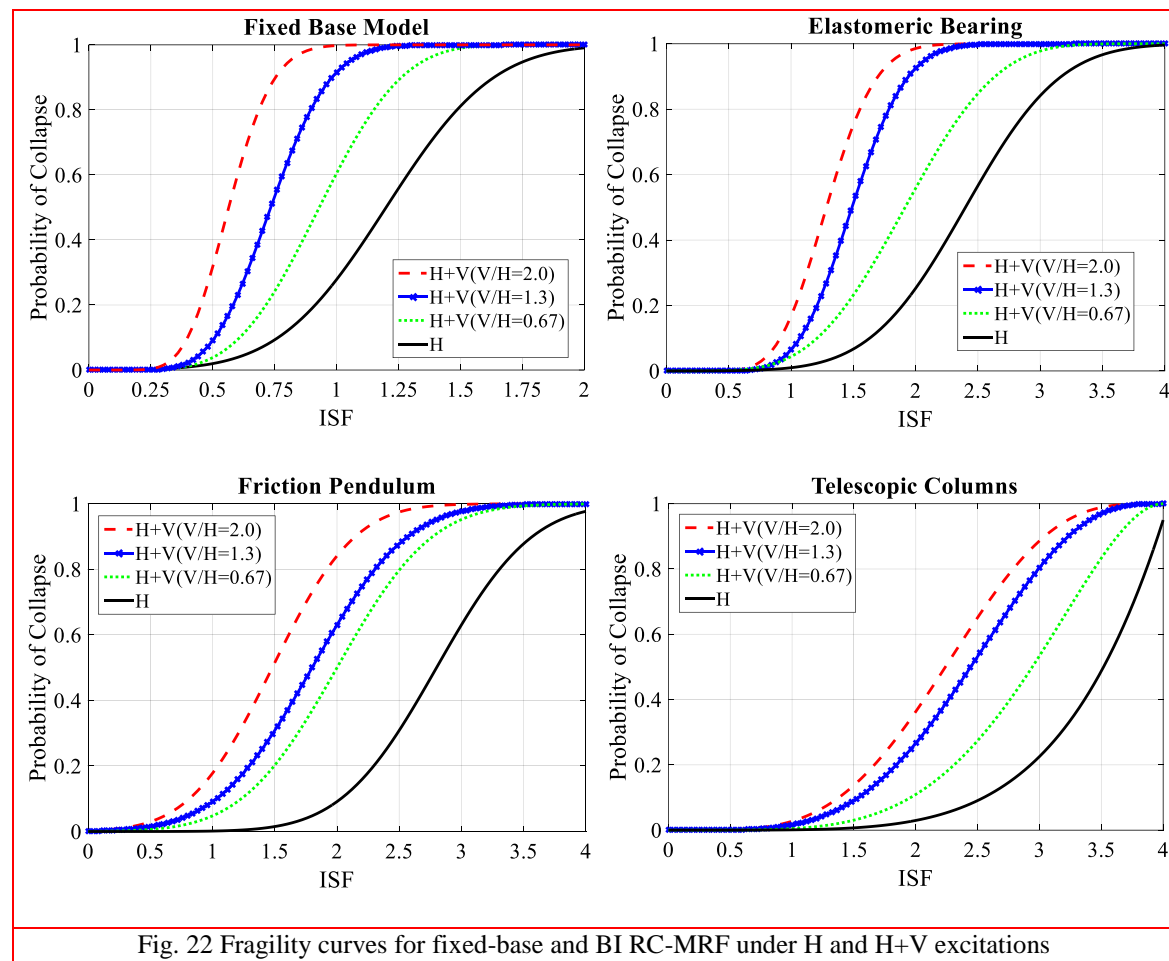 Fixed Base Model
Probability of Collapse
1
0.8
0.6
0.4
0.2
0
0 0.25 0.5 0.75 1 1.25 1.5 1.75 2
ISF
H+V(V/H=2.0)
H+V(V/H=1.3)
H+V(V/H=0.67)
H
Elastomeric Bearing
Probability of Collapse
1
0.8
0.6
0.4
0.2
0
0 0.5 1 1.5 2 2.5 3 3.5 4
ISF
H+V(V/H=2.0)
H+V(V/H=1.3)
H+V(V/H=0.67)
H
Friction Pendulum
Probability of Collapse
1
0.8
0.6
0.4
0.2
0
0 0.5 1 1.5 2 2.5 3 3.5 4
ISF
H+V(V/H=2.0)
H+V(V/H=1.3)
H+V(V/H=0.67)
H
Telescopic Columns
Probability of Collapse
1
0.8
0.6
0.4
0.2
0
0 0.5 1 1.5 2 2.5 3 3.5 4
ISF
H+V(V/H=2.0)
H+V(V/H=1.3)
H+V(V/H=0.67)
H
Fig. 22 Fragility curves for fixed-base and BI RC-MRF under H and H+V excitations